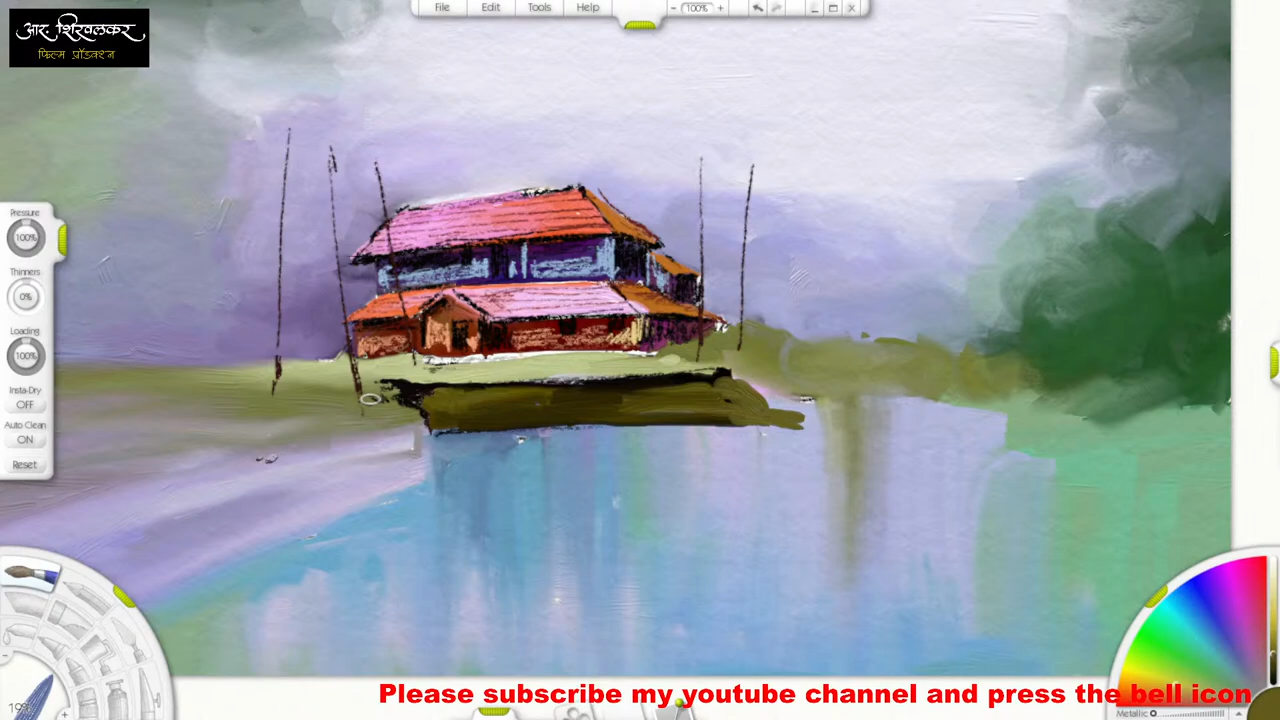 File Edit Tools Help - 100% +
आर. शिरवलकर
फिल्म प्रॉडक्शन
Pressure
100%
Thinners
0%
Loading
100%
Insta-Dry
OFF
Auto Clean
ON
Reset
Please subscribe my youtube channel and press the bell icon
Metallic